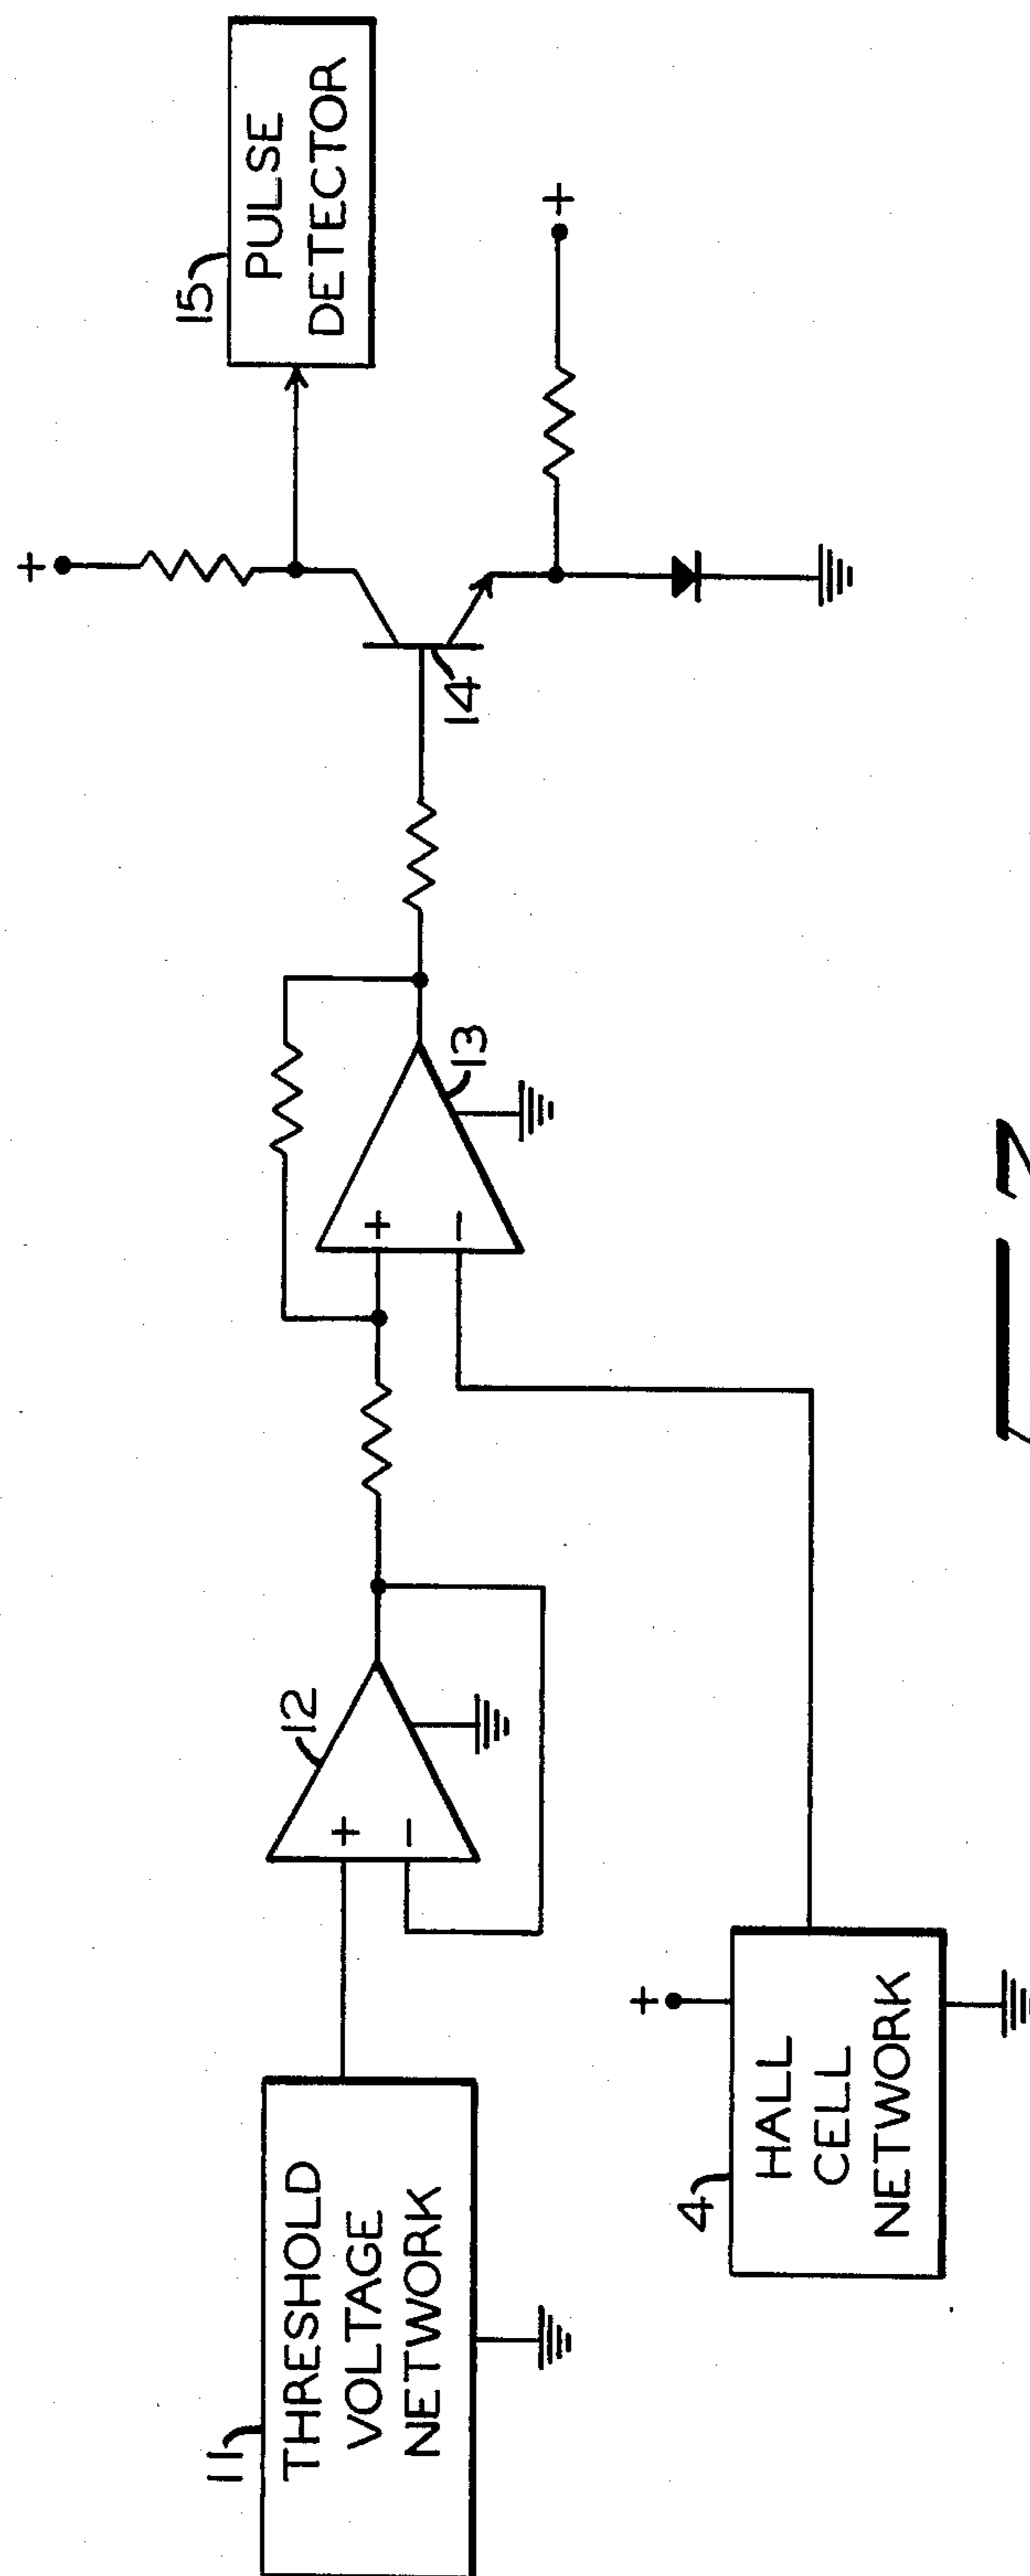 15
PULSE
DETECTOR
+
+
14
13
+
-
12
+
-
+
11
THRESHOLD
VOLTAGE
NETWORK
4
HALL
CELL
NETWORK